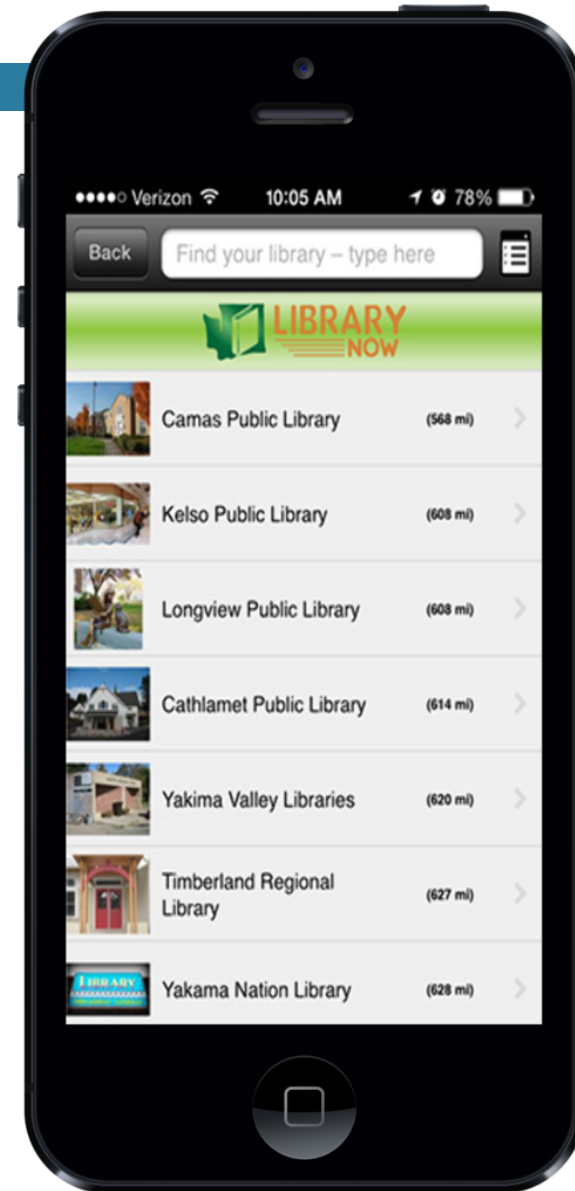 Verizon 10:05 AM 78%
Back Find your library – type here
LIBRARY
NOW
Camas Public Library (568 mi)
Kelso Public Library (608 mi)
Longview Public Library (608 mi)
Cathlamet Public Library (614 mi)
Yakima Valley Libraries (620 mi)
Timberland Regional
Library (627 mi)
LIBRARY
Yakama Nation Library (628 mi)